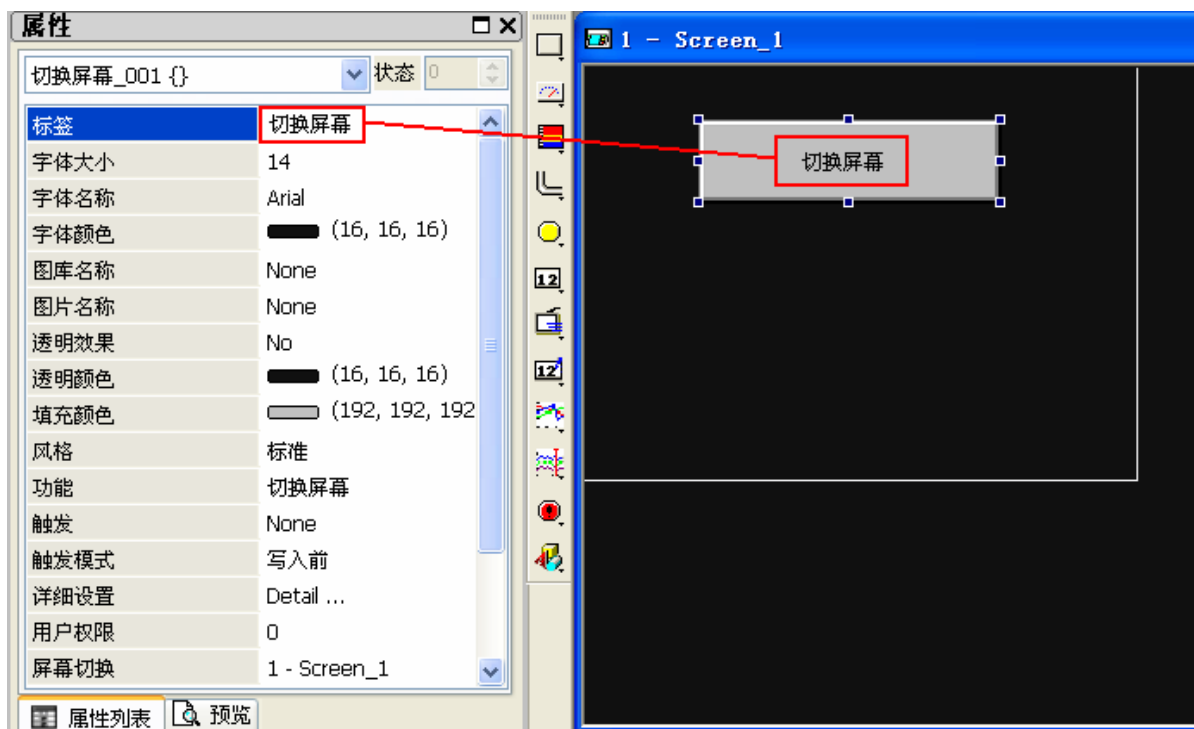 属性
切换屏幕_001 {}
状态 0
标签 切换屏幕
字体大小 14
字体名称 Arial
字体颜色 (16, 16, 16)
图库名称 None
图片名称 None
透明效果 No
透明颜色 (16, 16, 16)
填充颜色 (192, 192, 192
风格 标准
功能 切换屏幕
触发 None
触发模式 写入前
详细设置 Detail ...
用户权限 0
屏幕切换 1 - Screen_1
属性列表 预览
12
12
1 - Screen_1
切换屏幕